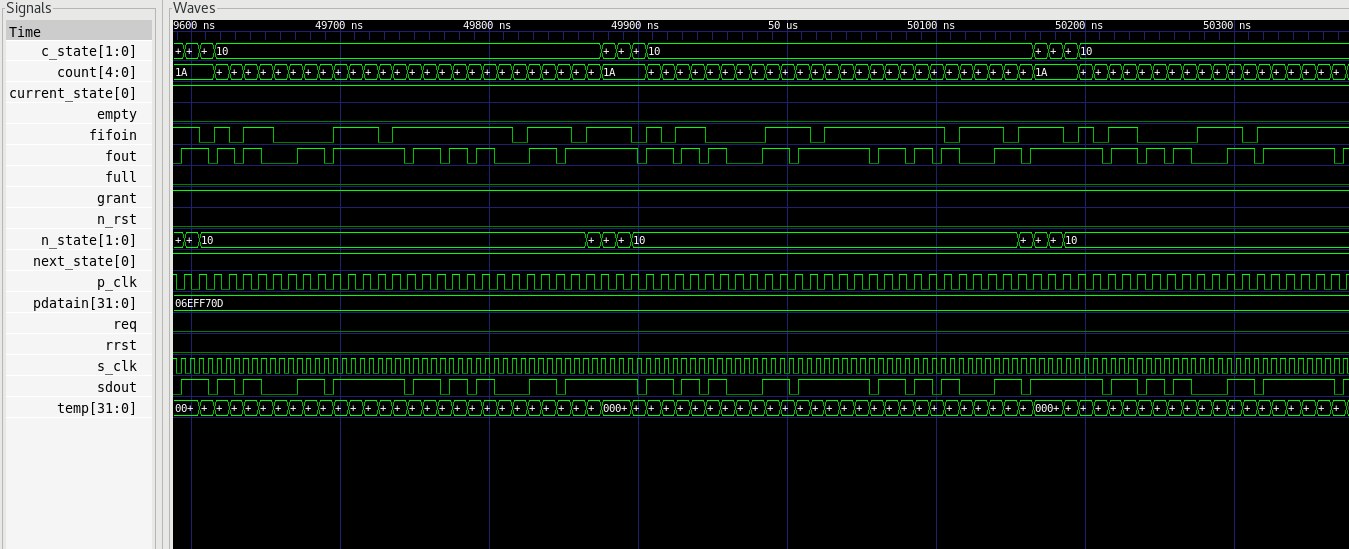 Signals Waves
Time 9600 ns 49700 ns 49800 ns 49900 ns 50 us 50100 ns 50200 ns 50300 ns
c_state[1:0] + + + 10 + + + 10 + + + 10
count[4:0] 1A + + + + + + + + + + + + + + + + + + + + + + + + + + 1A + + + + + + + + + + + + + + + + + + + + + + + + + + 1A + + + + + + + + + + + + + + + + + +
current_state[0]
empty
fifoin
fout
full
grant
n_rst
n_state[1:0] + + 10 + + + 10 + + + 10
next_state[0]
p_clk
pdatain[31:0] 06EFF70D
req
rrst
s_clk
sdout
temp[31:0] 00+ + + + + + + + + + + + + + + + + + + + + + + + + + + + 000+ + + + + + + + + + + + + + + + + + + + + + + + + + + + 000+ + + + + + + + + + + + + + + + + + + +